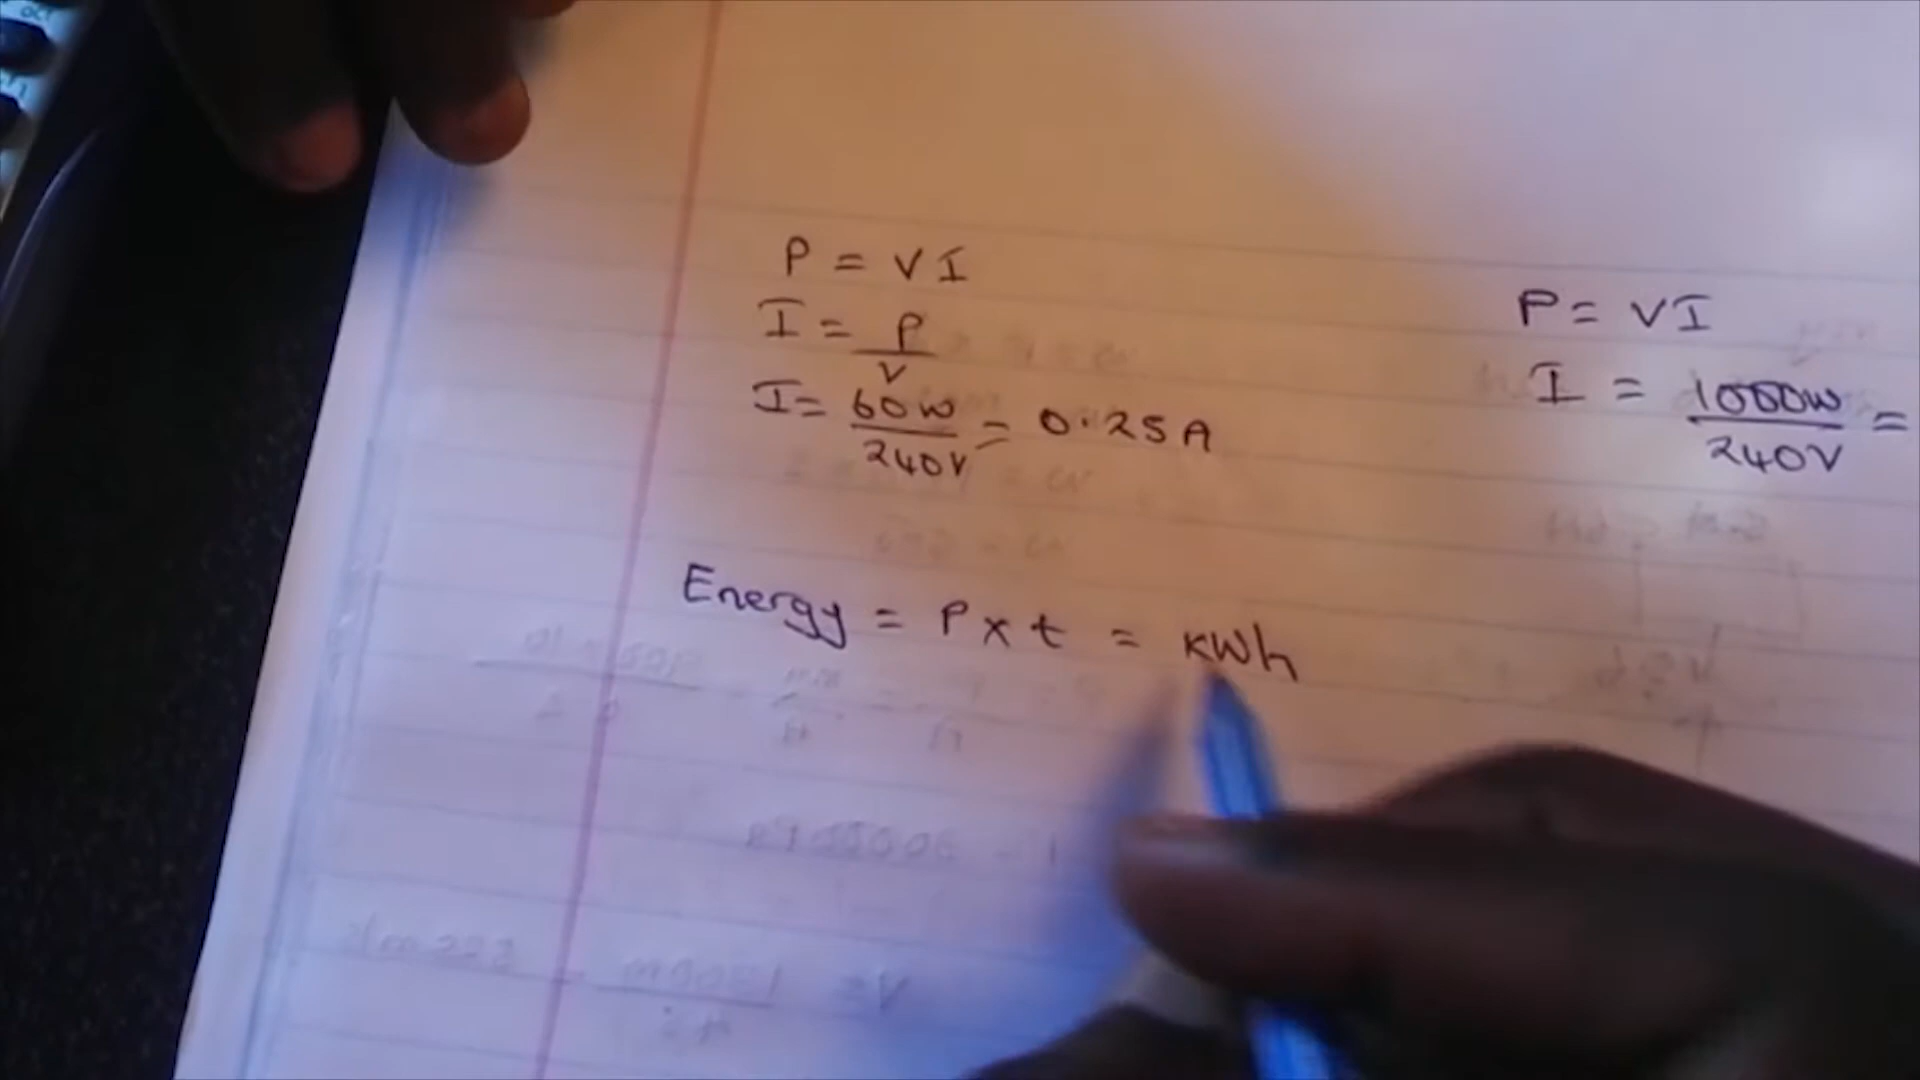 P = VI
I = P/V
I = 60W/240V = 0.25A
P = VI
I = 1000W/240V =
Energy = P x t = KWh